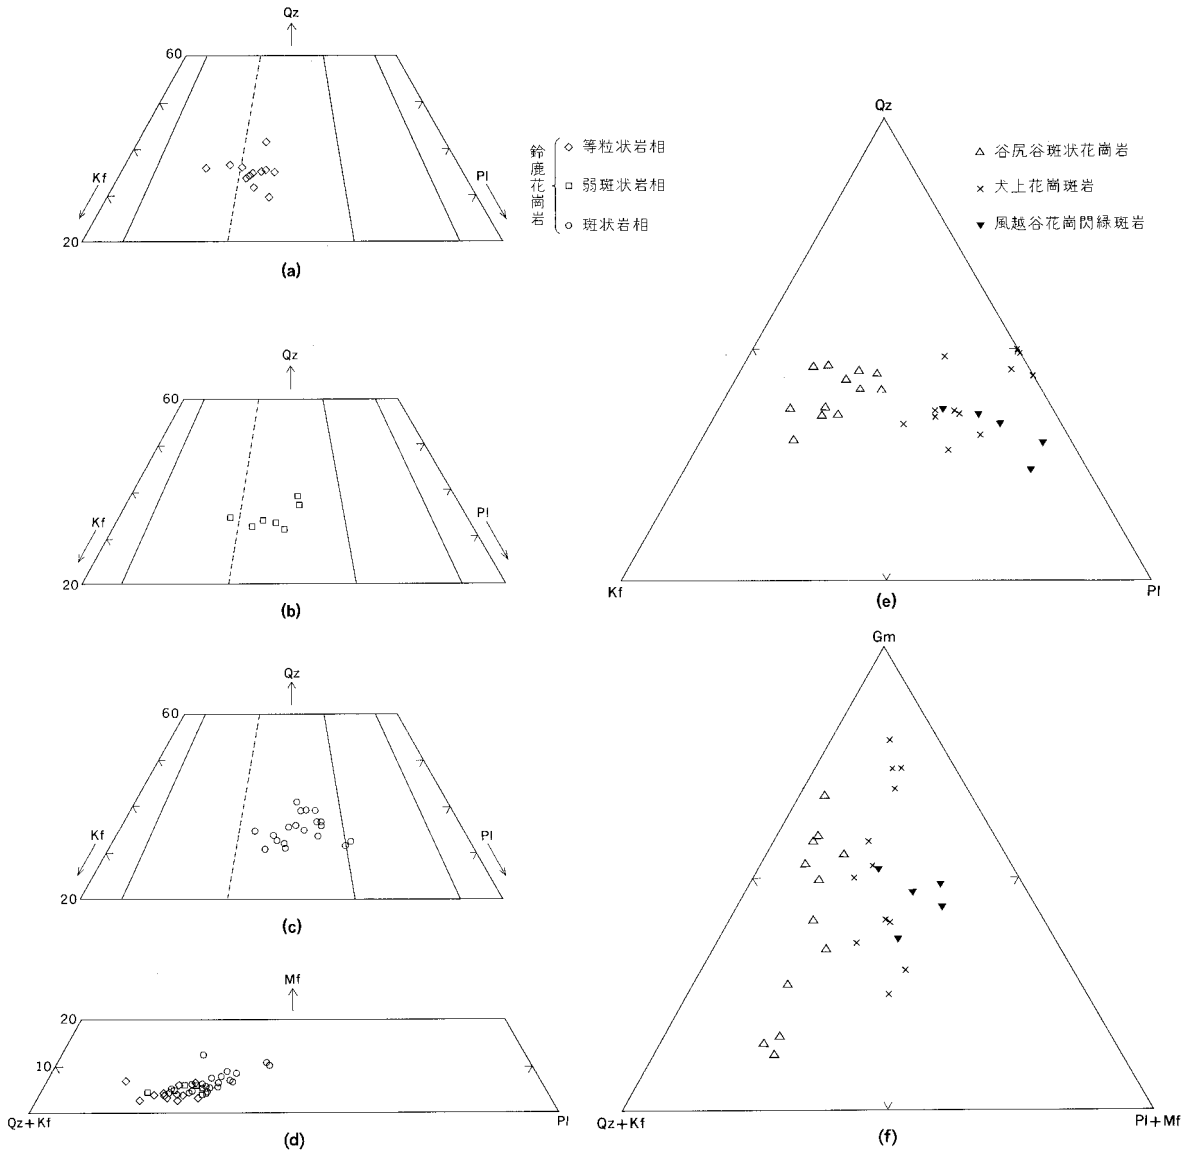 Qz
60
Kf
Pl
20
(a)
鈴鹿花崗岩
等粒状岩相
弱斑状岩相
斑状岩相
Qz
60
Kf
Pl
20
(b)
Qz
60
Kf
Pl
20
(c)
Mf
20
10
Qz+Kf
Pl
(d)
Qz
谷尻谷斑状花崗岩
犬上花崗斑岩
風越谷花崗閃緑斑岩
Kf
Pl
(e)
Gm
Qz+Kf
Pl+Mf
(f)